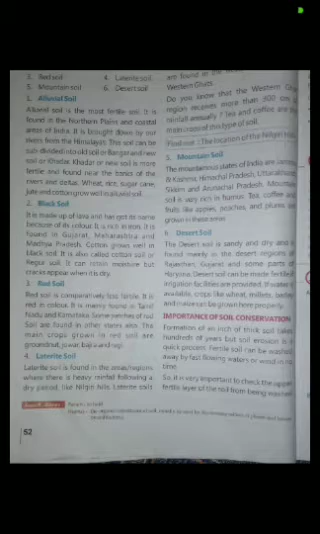 3. Red soil 4. Laterite soil
5. Mountain soil 6. Desert soil
1. Alluvial Soil
Alluvial soil is the most fertile soil. It is
found in the Northern Plains and coastal
areas of India. It is brought down by our
rivers from the Himalayas. This soil can be
sub-divided into old soil or Bangar and new
soil or Khadar. Khadar or new soil is more
fertile and found near the banks of the
rivers and deltas. Wheat, rice, sugar cane,
jute and cotton grow well in alluvial soil.
2. Black Soil
It is made up of lava and has got its name
because of its colour. It is rich in iron. It is
found in Gujarat, Maharashtra and
Madhya Pradesh. Cotton grows well in
black soil. It is also called cotton soil or
Regur soil. It can retain moisture but
cracks appear when it is dry.
3. Red Soil
Red soil is comparatively less fertile. It is
red in colour. It is mainly found in Tamil
Nadu and Karnataka. Some patches of red
Soil are found in other states also. The
main crops grown in red soil are
groundnut, jowar, bajra and ragi.
4. Laterite Soil
Laterite soil is found in the areas/regions
where there is heavy rainfall following a
dry period, like Nilgiri hills. Laterite soils
are found in the
Western Ghats.
Do you know that the Western
region receives more than 300 cm
rainfall annually ? Tea and coffee are
main crops of this type of soil.
Find out : The location of the Nilgiri
5. Mountain Soil
The mountainous states of India are
& Kashmir, Himachal Pradesh, Uttarakhand,
Sikkim and Arunachal Pradesh. Mountain
soil is very rich in humus. Tea, coffee
fruits like apples, peaches, and plums
grown in these areas.
6. Desert Soil
The Desert soil is sandy and dry and
found mainly in the desert regions of
Rajasthan, Gujarat and some parts of
Haryana. Desert soil can be made fertile if
irrigation facilities are provided. If water is
available, crops like wheat, millets, barley
and maize can be grown here properly.
IMPORTANCE OF SOIL CONSERVATION
Formation of an inch of thick soil takes
hundreds of years but soil erosion is
quick process. Fertile soil can be washed
away by fast flowing waters or wind in no
time.
So, it is very important to check the upper
fertile layer of the soil from being washed
52